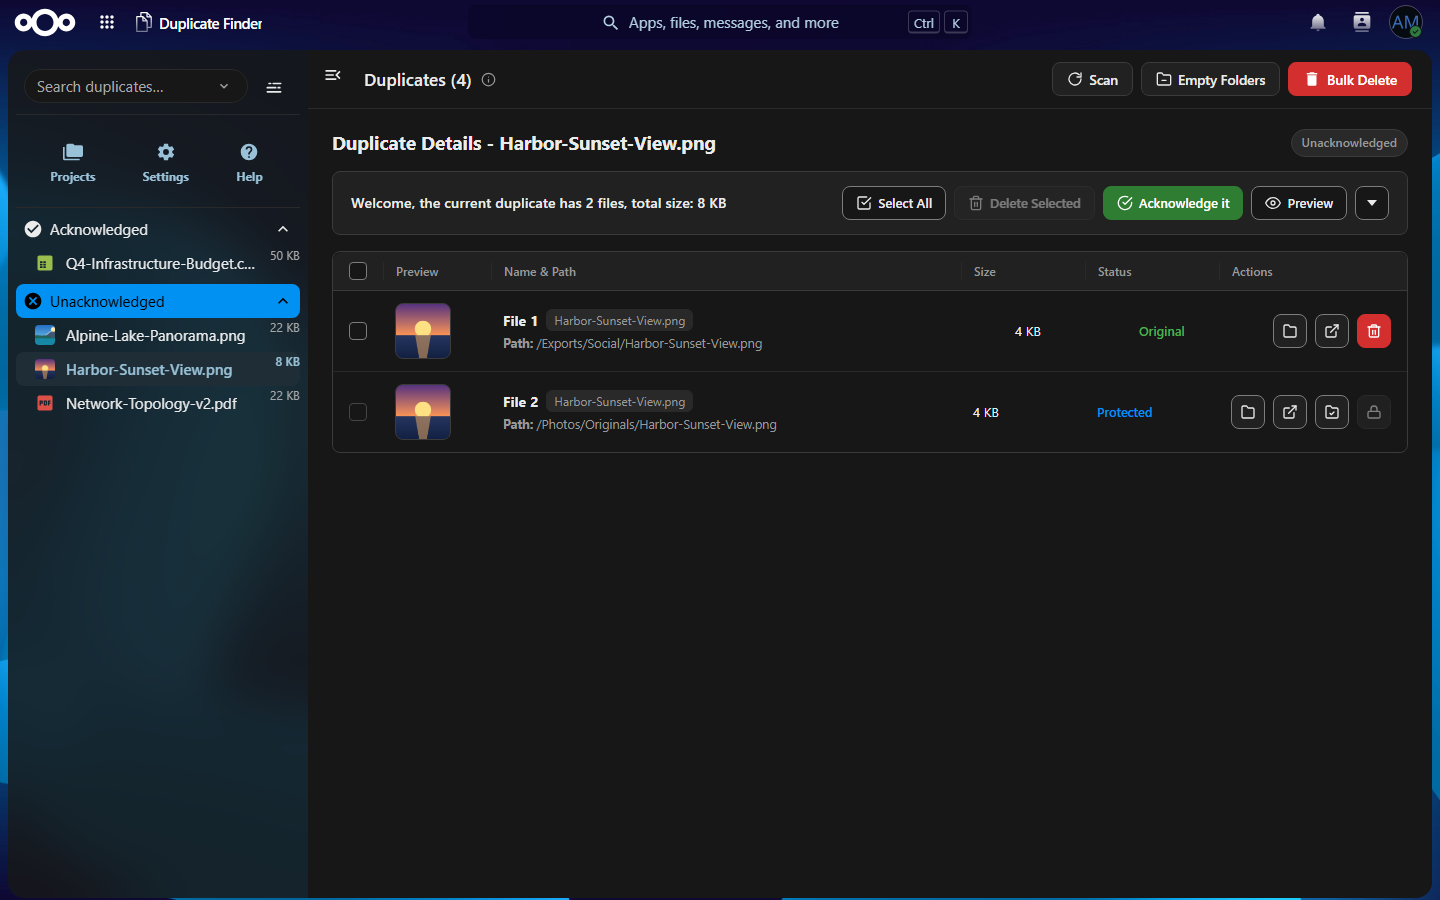 Duplicate Finder
Apps, files, messages, and more
Ctrl K
AM
Search duplicates...
Projects Settings Help
Acknowledged
Q4-Infrastructure-Budget.c... 50 KB
Unacknowledged
Alpine-Lake-Panorama.png 22 KB
Harbor-Sunset-View.png 8 KB
PDF Network-Topology-v2.pdf 22 KB
Duplicates (4)
Scan Empty Folders Bulk Delete
Duplicate Details - Harbor-Sunset-View.png Unacknowledged
Welcome, the current duplicate has 2 files, total size: 8 KB Select All Delete Selected Acknowledge it Preview
Preview Name & Path Size Status Actions
File 1 Harbor-Sunset-View.png
Path: /Exports/Social/Harbor-Sunset-View.png
4 KB Original
File 2 Harbor-Sunset-View.png
Path: /Photos/Originals/Harbor-Sunset-View.png
4 KB Protected